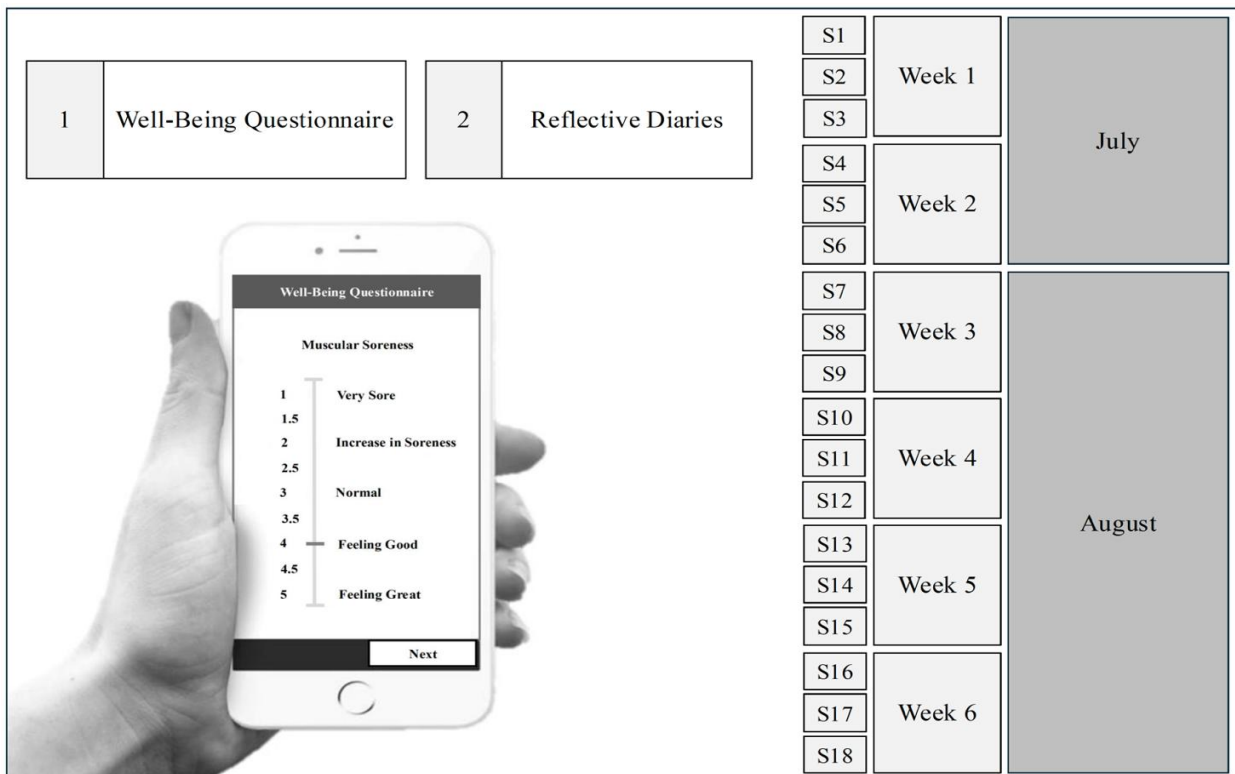 1
Well-Being Questionnaire
2
Reflective Diaries
Well-Being Questionnaire
Muscular Soreness
1 Very Sore
1.5
2 Increase in Soreness
2.5
3 Normal
3.5
4 Feeling Good
4.5
5 Feeling Great
Next
S1
S2
S3
Week 1
S4
S5
S6
Week 2
July
S7
S8
S9
Week 3
S10
S11
S12
Week 4
S13
S14
S15
Week 5
S16
S17
S18
Week 6
August